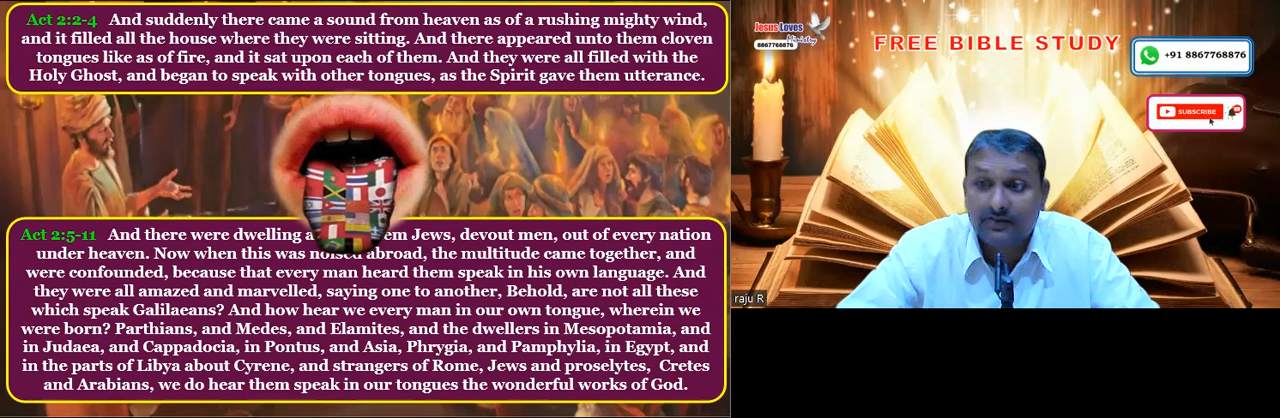 Act 2:2-4 And suddenly there came a sound from heaven as of a rushing mighty wind,
and it filled all the house where they were sitting. And there appeared unto them cloven
tongues like as of fire, and it sat upon each of them. And they were all filled with the
Holy Ghost, and began to speak with other tongues, as the Spirit gave them utterance.
Act 2:5-11 And there were dwelling a em Jews, devout men, out of every nation
under heaven. Now when this was noised abroad, the multitude came together, and
were confounded, because that every man heard them speak in his own language. And
they were all amazed and marvelled, saying one to another, Behold, are not all these
which speak Galilaeans? And how hear we every man in our own tongue, wherein we
were born? Parthians, and Medes, and Elamites, and the dwellers in Mesopotamia, and
in Judaea, and Cappadocia, in Pontus, and Asia, Phrygia, and Pamphylia, in Egypt, and
in the parts of Libya about Cyrene, and strangers of Rome, Jews and proselytes, Cretes
and Arabians, we do hear them speak in our tongues the wonderful works of God.
Jesus Loves
Ministry
8867768876
FREE BIBLE STUDY
+91 8867768876
SUBSCRIBE
raju R